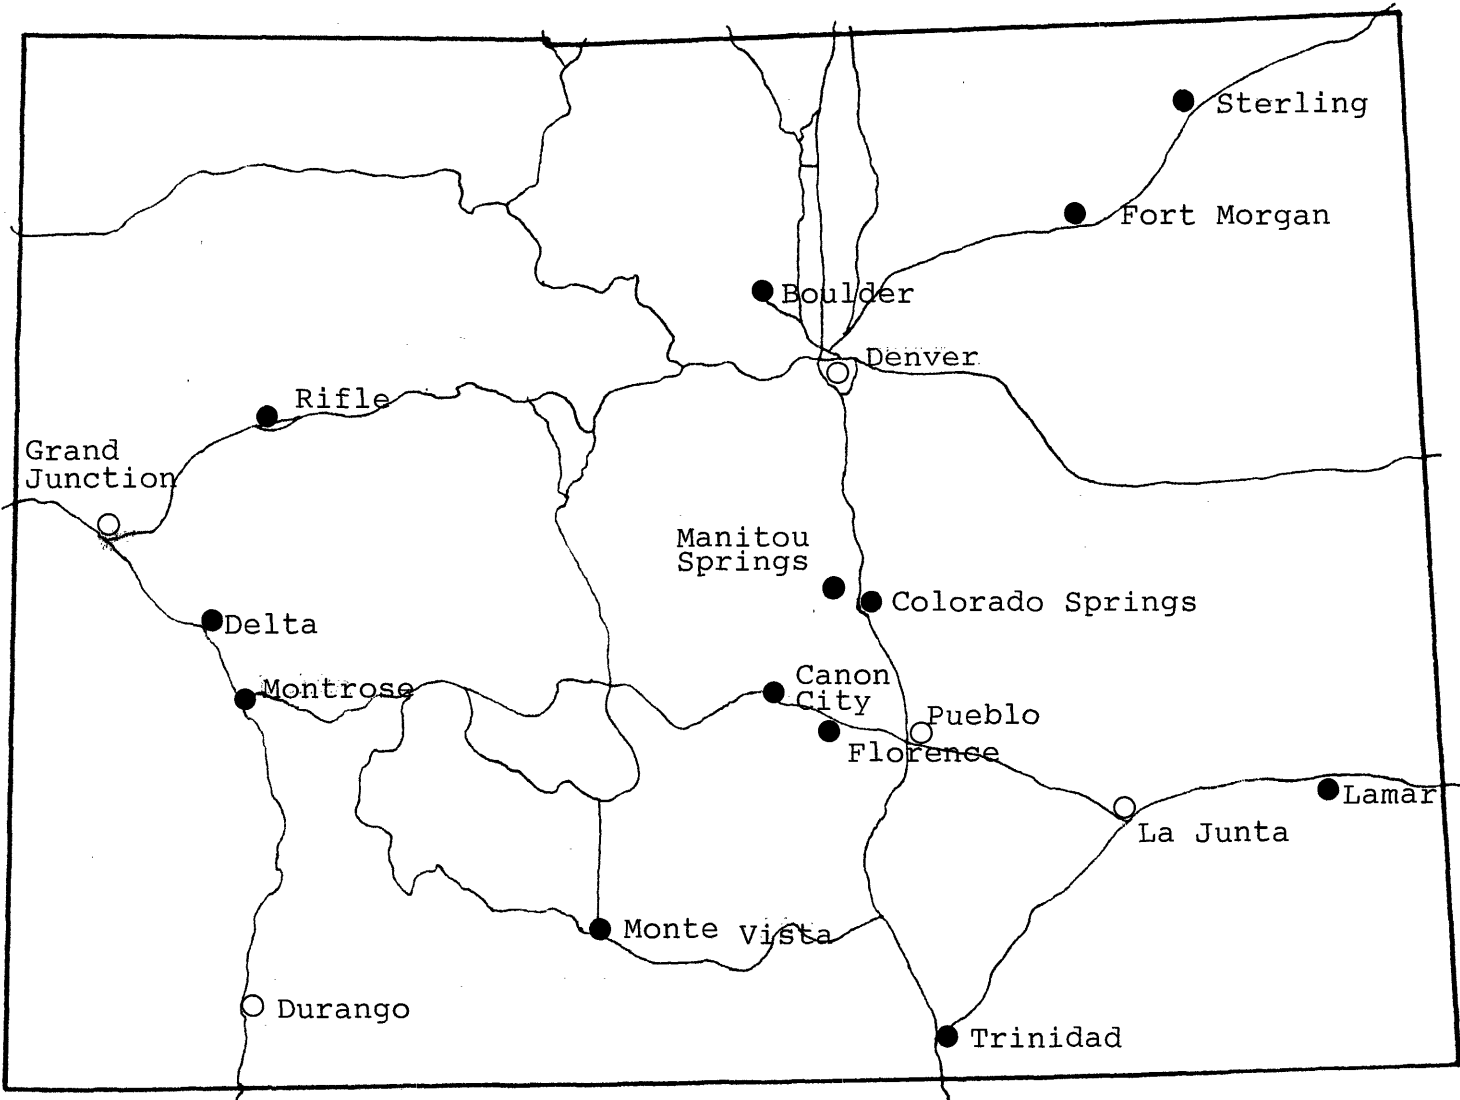 Sterling
Fort Morgan
Boulder
Denver
Rifle
Grand
Junction
Manitou
Springs
Colorado Springs
Delta
Montrose
Canon
City
Pueblo
Florence
Lamar
La Junta
Monte Vista
Durango
Trinidad